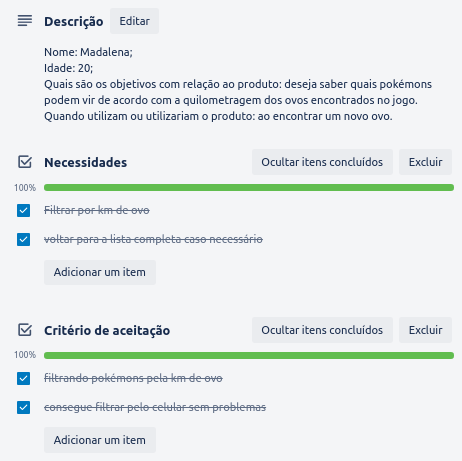 Descrição Editar
Nome: Madalena;
Idade: 20;
Quais são os objetivos com relação ao produto: deseja saber quais pokémons
podem vir de acordo com a quilometragem dos ovos encontrados no jogo.
Quando utilizam ou utilizariam o produto: ao encontrar um novo ovo.
Necessidades Ocultar itens concluídos Excluir
100%
Filtrar por km de ovo
voltar para a lista completa caso necessário
Adicionar um item
Critério de aceitação Ocultar itens concluídos Excluir
100%
filtrando pokémons pela km de ovo
consegue filtrar pelo celular sem problemas
Adicionar um item